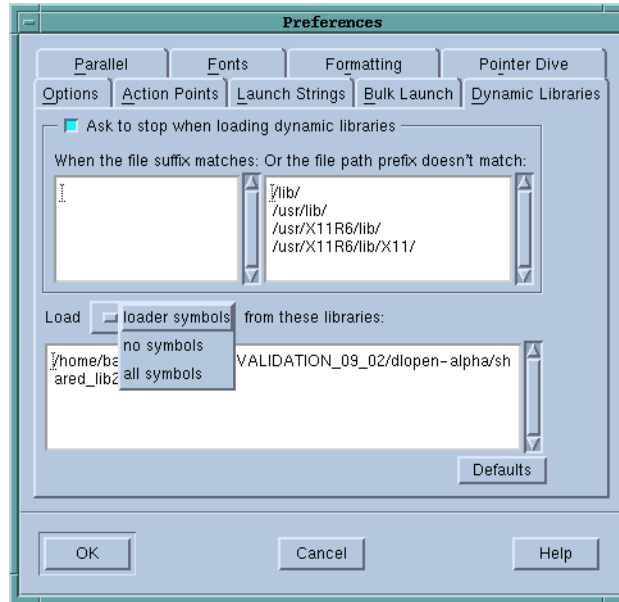 Preferences
Parallel Fonts Formatting Pointer Dive
Options Action Points Launch Strings Bulk Launch Dynamic Libraries
Ask to stop when loading dynamic libraries
When the file suffix matches: Or the file path prefix doesn't match:
/lib/
/usr/lib/
/usr/X11R6/lib/
/usr/X11R6/lib/X11/
Load loader symbols from these libraries:
no symbols
all symbols
/home/ba VALIDATION_09_02/dlopen-alpha/sh
ared_lib2
Defaults
OK Cancel Help